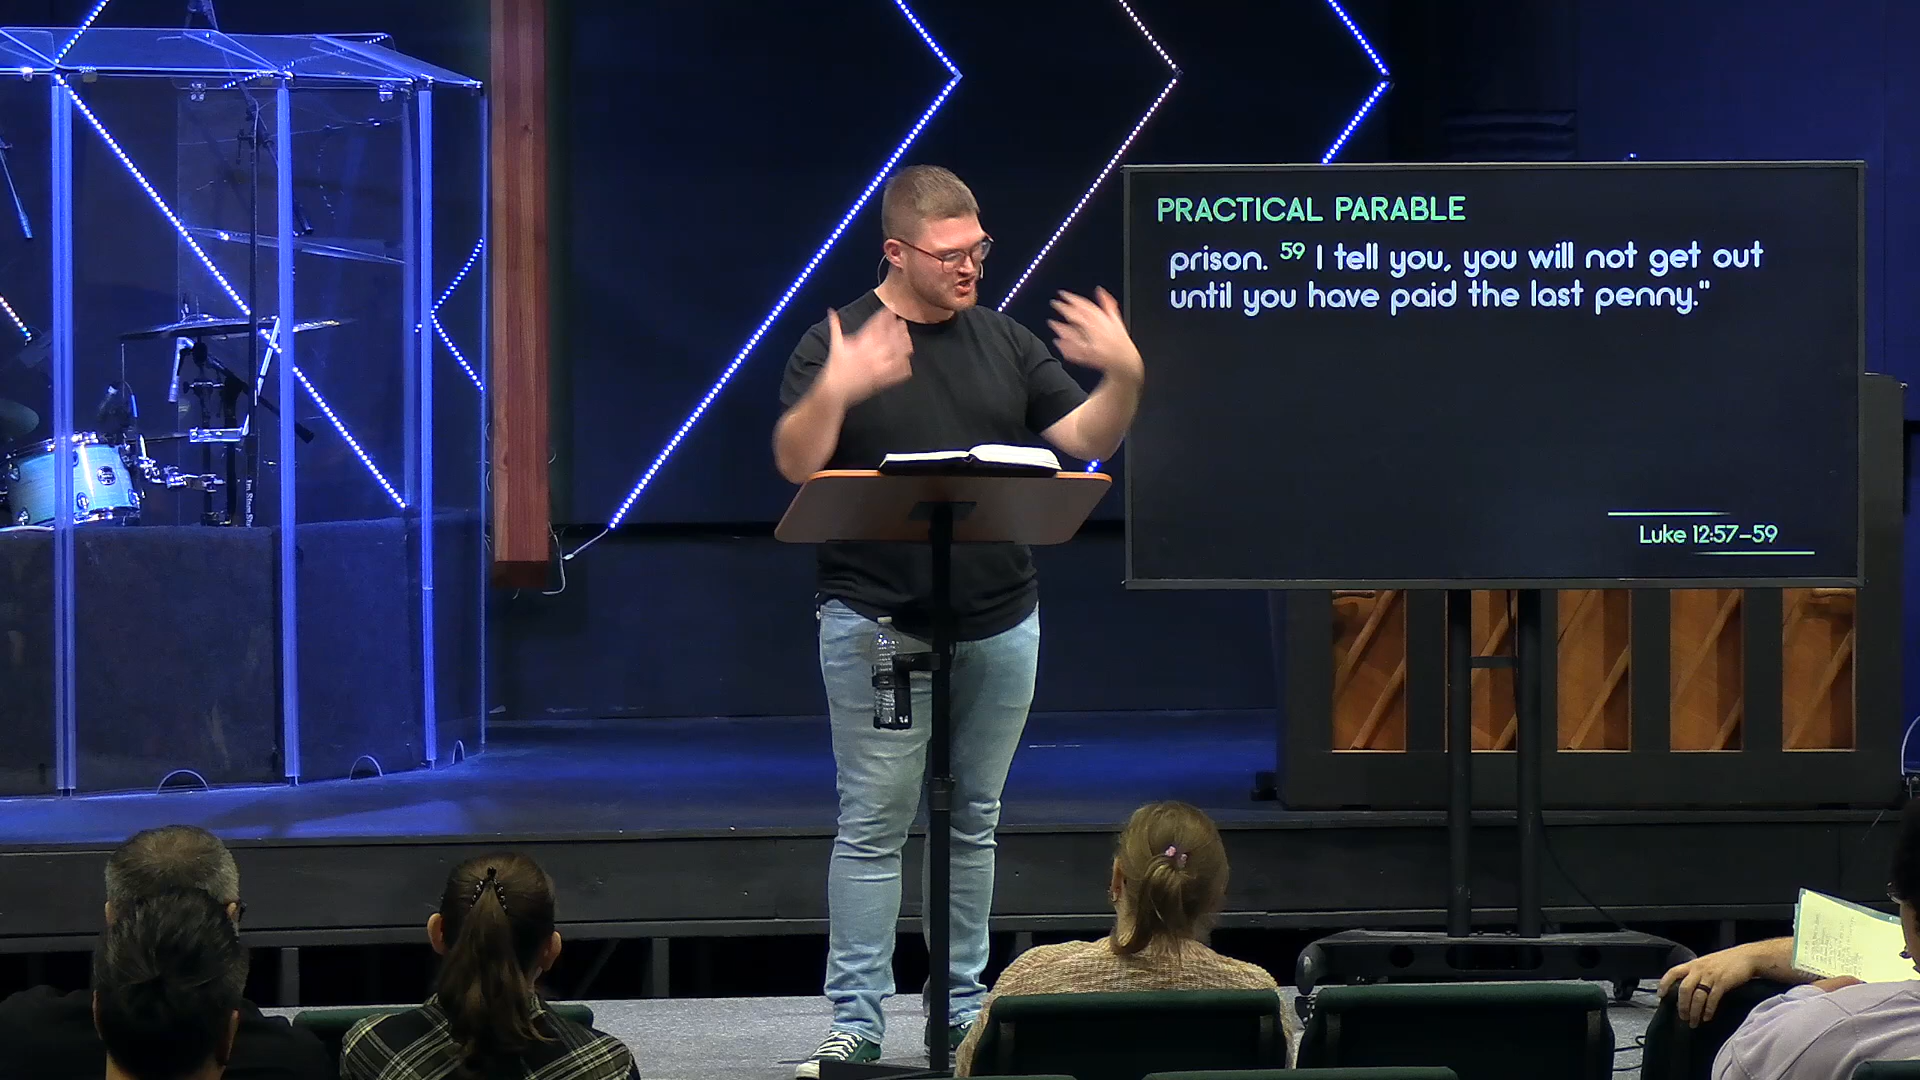 PRACTICAL PARABLE
prison. 59 I tell you, you will not get out
until you have paid the last penny."
Luke 12:57–59